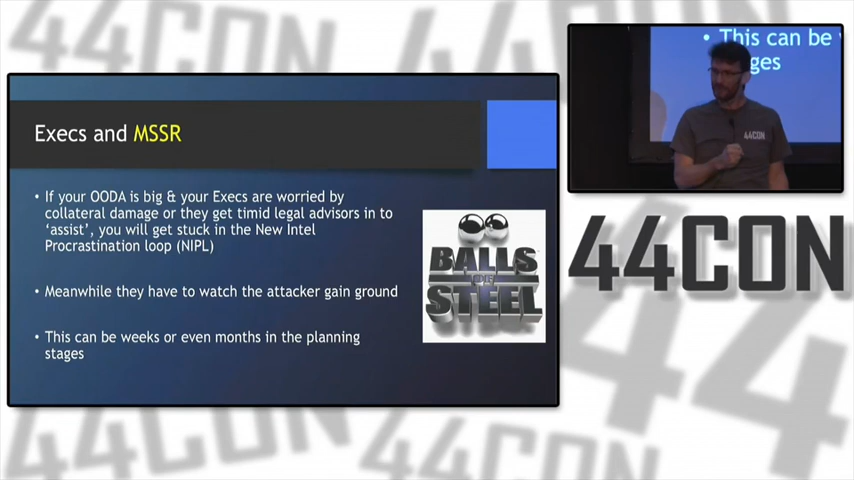 Execs and MSSR
• If your OODA is big & your Execs are worried by
collateral damage or they get timid legal advisors in to
‘assist’, you will get stuck in the New Intel
Procrastination loop (NIPL)
• Meanwhile they have to watch the attacker gain ground
• This can be weeks or even months in the planning
stages
BALLS
OF
STEEL
• This can be
ges
44CON
44CON